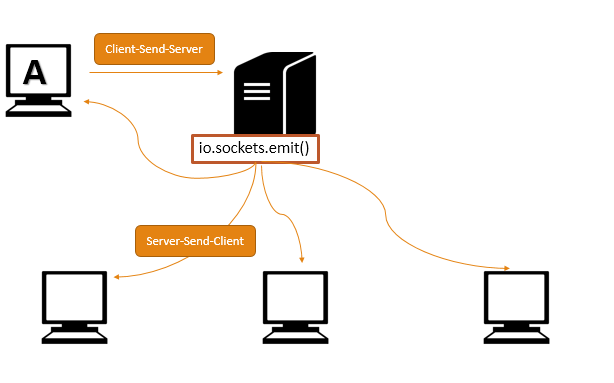 Client-Send-Server
A
io.sockets.emit()
Server-Send-Client